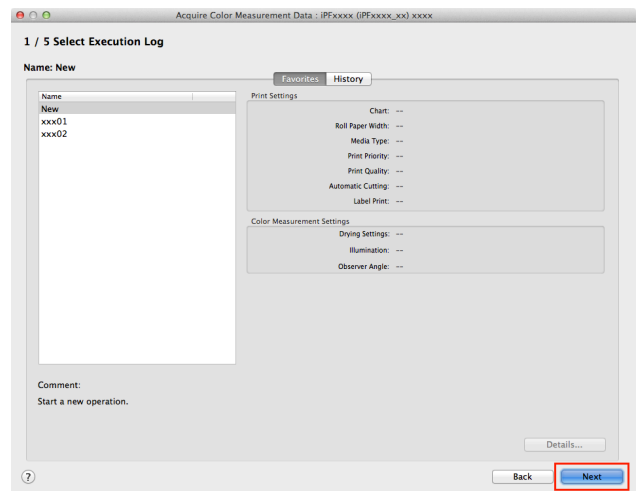 Acquire Color Measurement Data : iPFxxxx (iPFxxxx_xx) xxxx
1 / 5 Select Execution Log
Name: New
Favorites History
Name
New
xxx01
xxx02
Print Settings
Chart: --
Roll Paper Width: --
Media Type: --
Print Priority: --
Print Quality: --
Automatic Cutting: --
Label Print: --
Color Measurement Settings
Drying Settings: --
Illumination: --
Observer Angle: --
Comment:
Start a new operation.
Details...
? Back Next